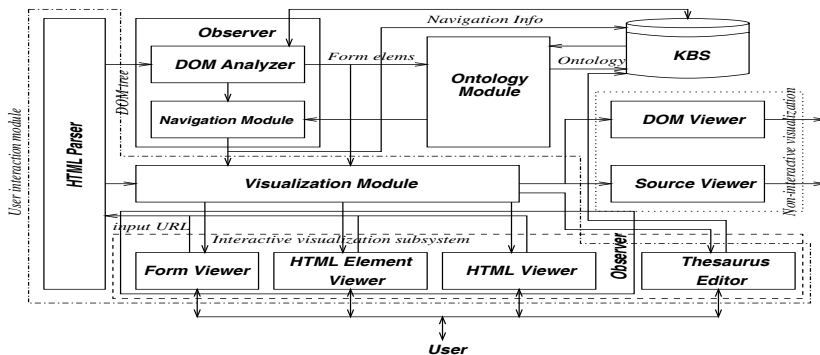 Observer
Navigation Info
DOM Analyzer
Form elems
Ontology
Module
Ontology
KBS
DOM tree
Navigation Module
User interaction module
HTML Parser
DOM Viewer
Non-interactive visualization
Visualization Module
Source Viewer
input URL
Interactive visualization subsystem
Form Viewer
HTML Element
Viewer
HTML Viewer
Observer
Thesaurus
Editor
User